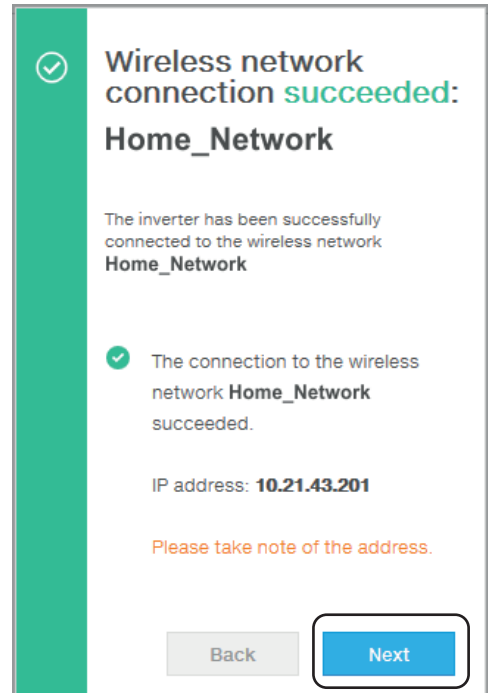 Wireless network
connection succeeded:
Home_Network
The inverter has been successfully
connected to the wireless network
Home_Network
The connection to the wireless
network Home_Network
succeeded.
IP address: 10.21.43.201
Please take note of the address.
Back
Next